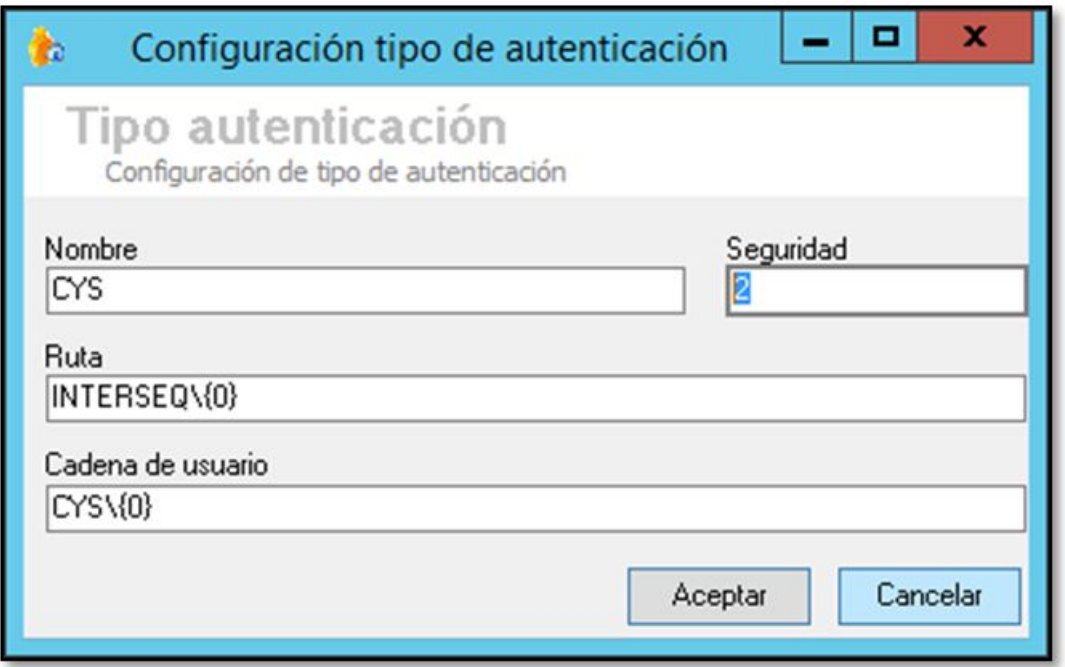 Configuración tipo de autenticación
Tipo autenticación
Configuración de tipo de autenticación
Nombre
Seguridad
CYS
2
Ruta
INTERSEQ\{0}
Cadena de usuario
CYS\{0}
Aceptar
Cancelar